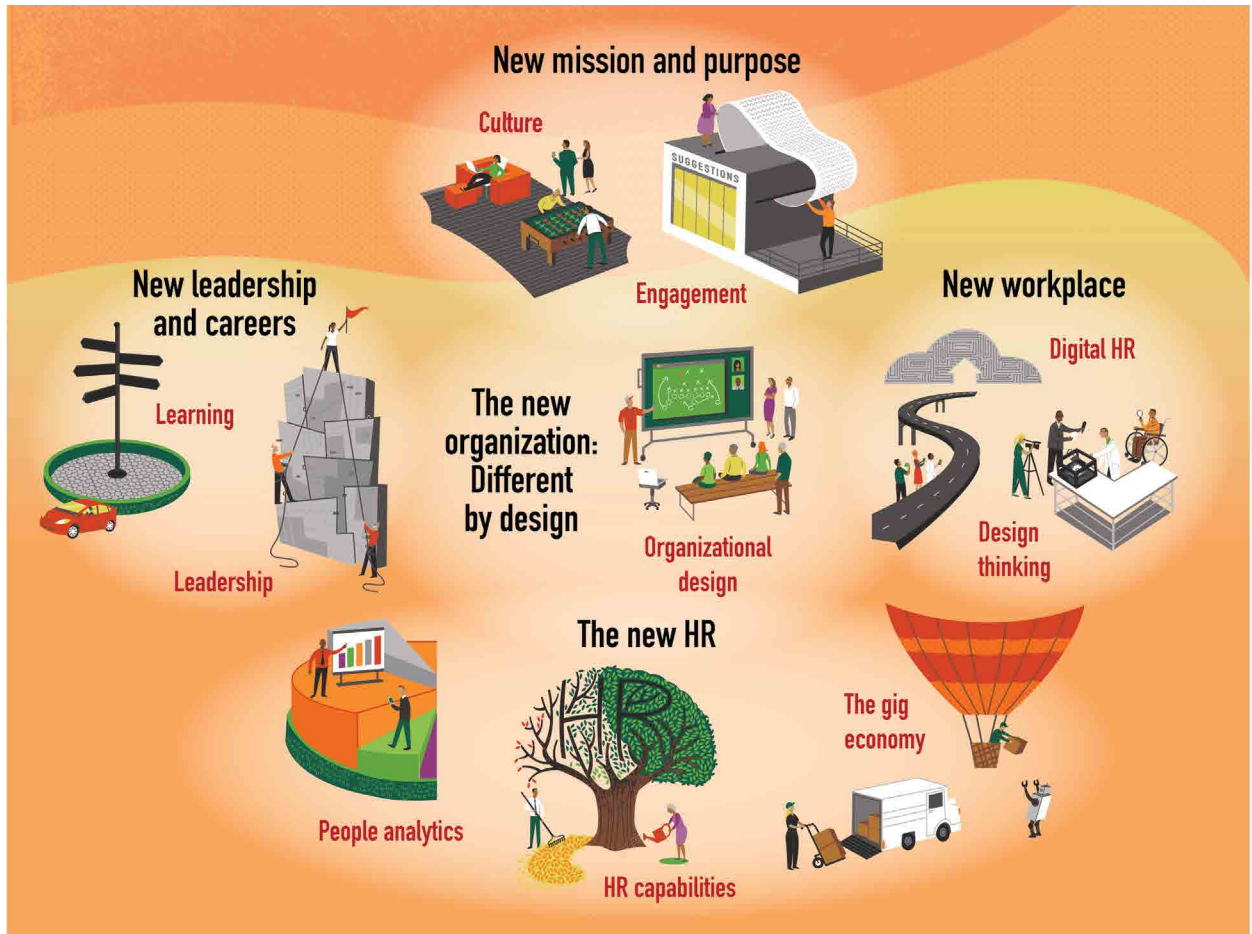 New mission and purpose
Culture
SUGGESTIONS
Engagement
New leadership
and careers
Learning
Leadership
The new
organization:
Different
by design
Organizational
design
New workplace
Digital HR
Design
thinking
The new HR
People analytics
HR
HR capabilities
The gig
economy